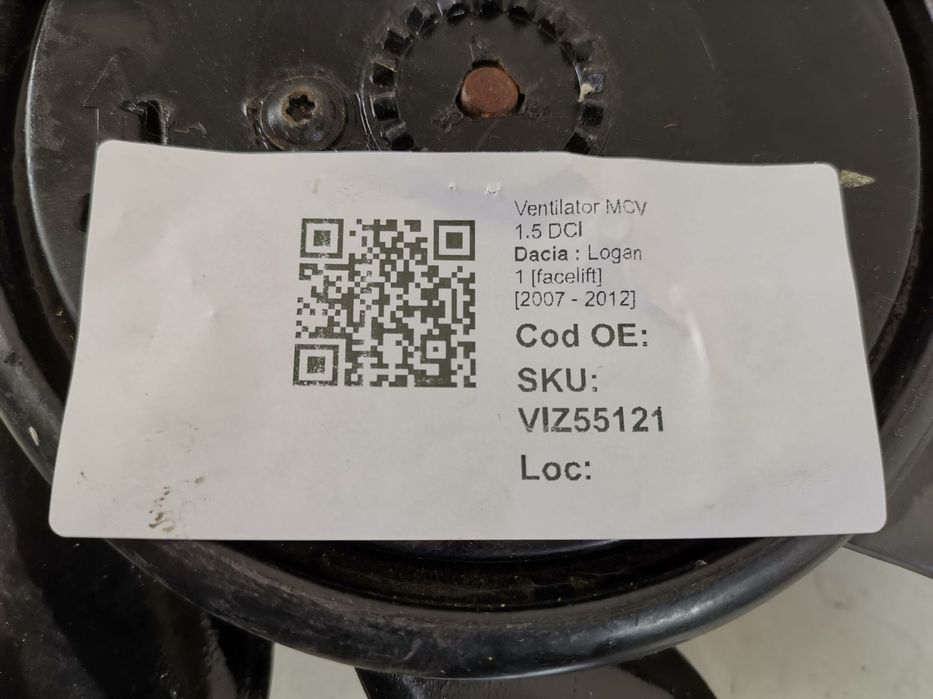 Ventilator MCV
1.5 DCI
Dacia : Logan
1 [facelift]
[2007 - 2012]
Cod OE:
SKU:
VIZ55121
Loc: